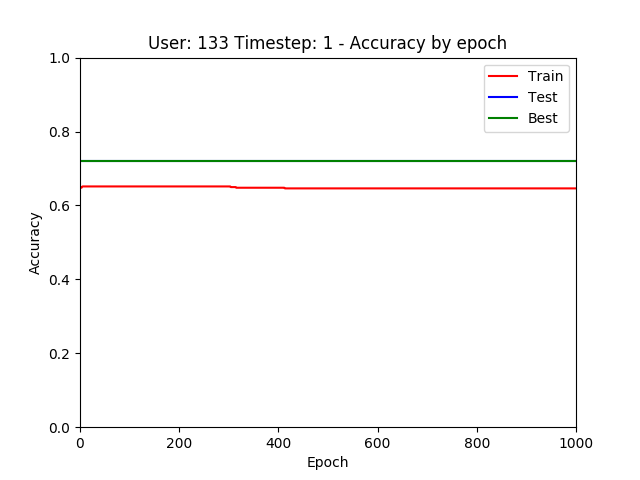 User: 133 Timestep: 1 - Accuracy by epoch
1.0
0.8
0.6
0.4
0.2
0.0
Accuracy
Train
Test
Best
0 200 400 600 800 1000
Epoch